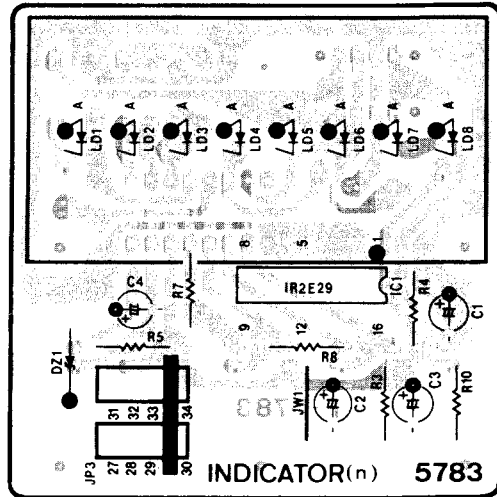 A A A A A A A A
LD1 LD2 LD3 LD4 LD5 LD6 LD7 LD8
8 5 1
C4 R7 IR2E29 IC1 R4 C1
9 12 16
R5 R8
DZ1
JW1 C2 R3 C3 R10
31 32 33 34
JP3 27 28 29 30
INDICATOR(n) 5783